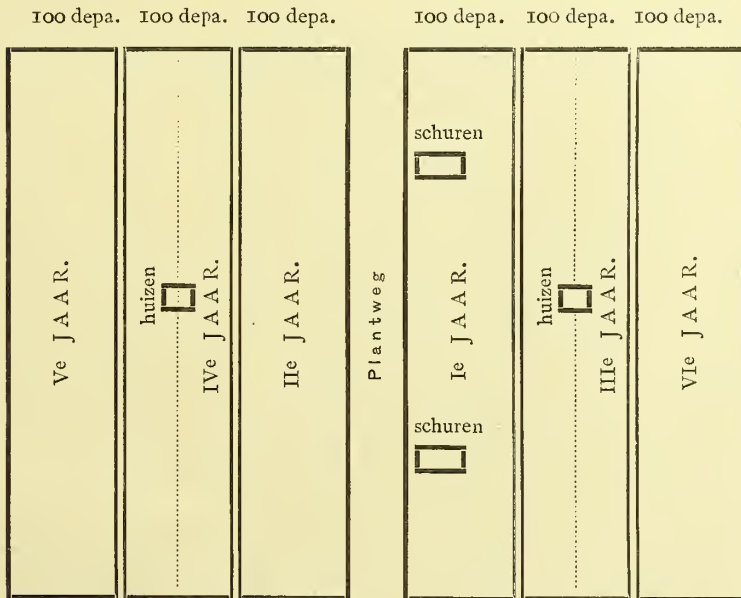 100 depa. 100 depa. 100 depa. 100 depa. 100 depa. 100 depa.
schuren
Ve JAAR.
huizen
IVe JAAR.
IIe JAAR.
Plantweg
Ie JAAR.
huizen
IIIe JAAR.
VIe JAAR.
schuren